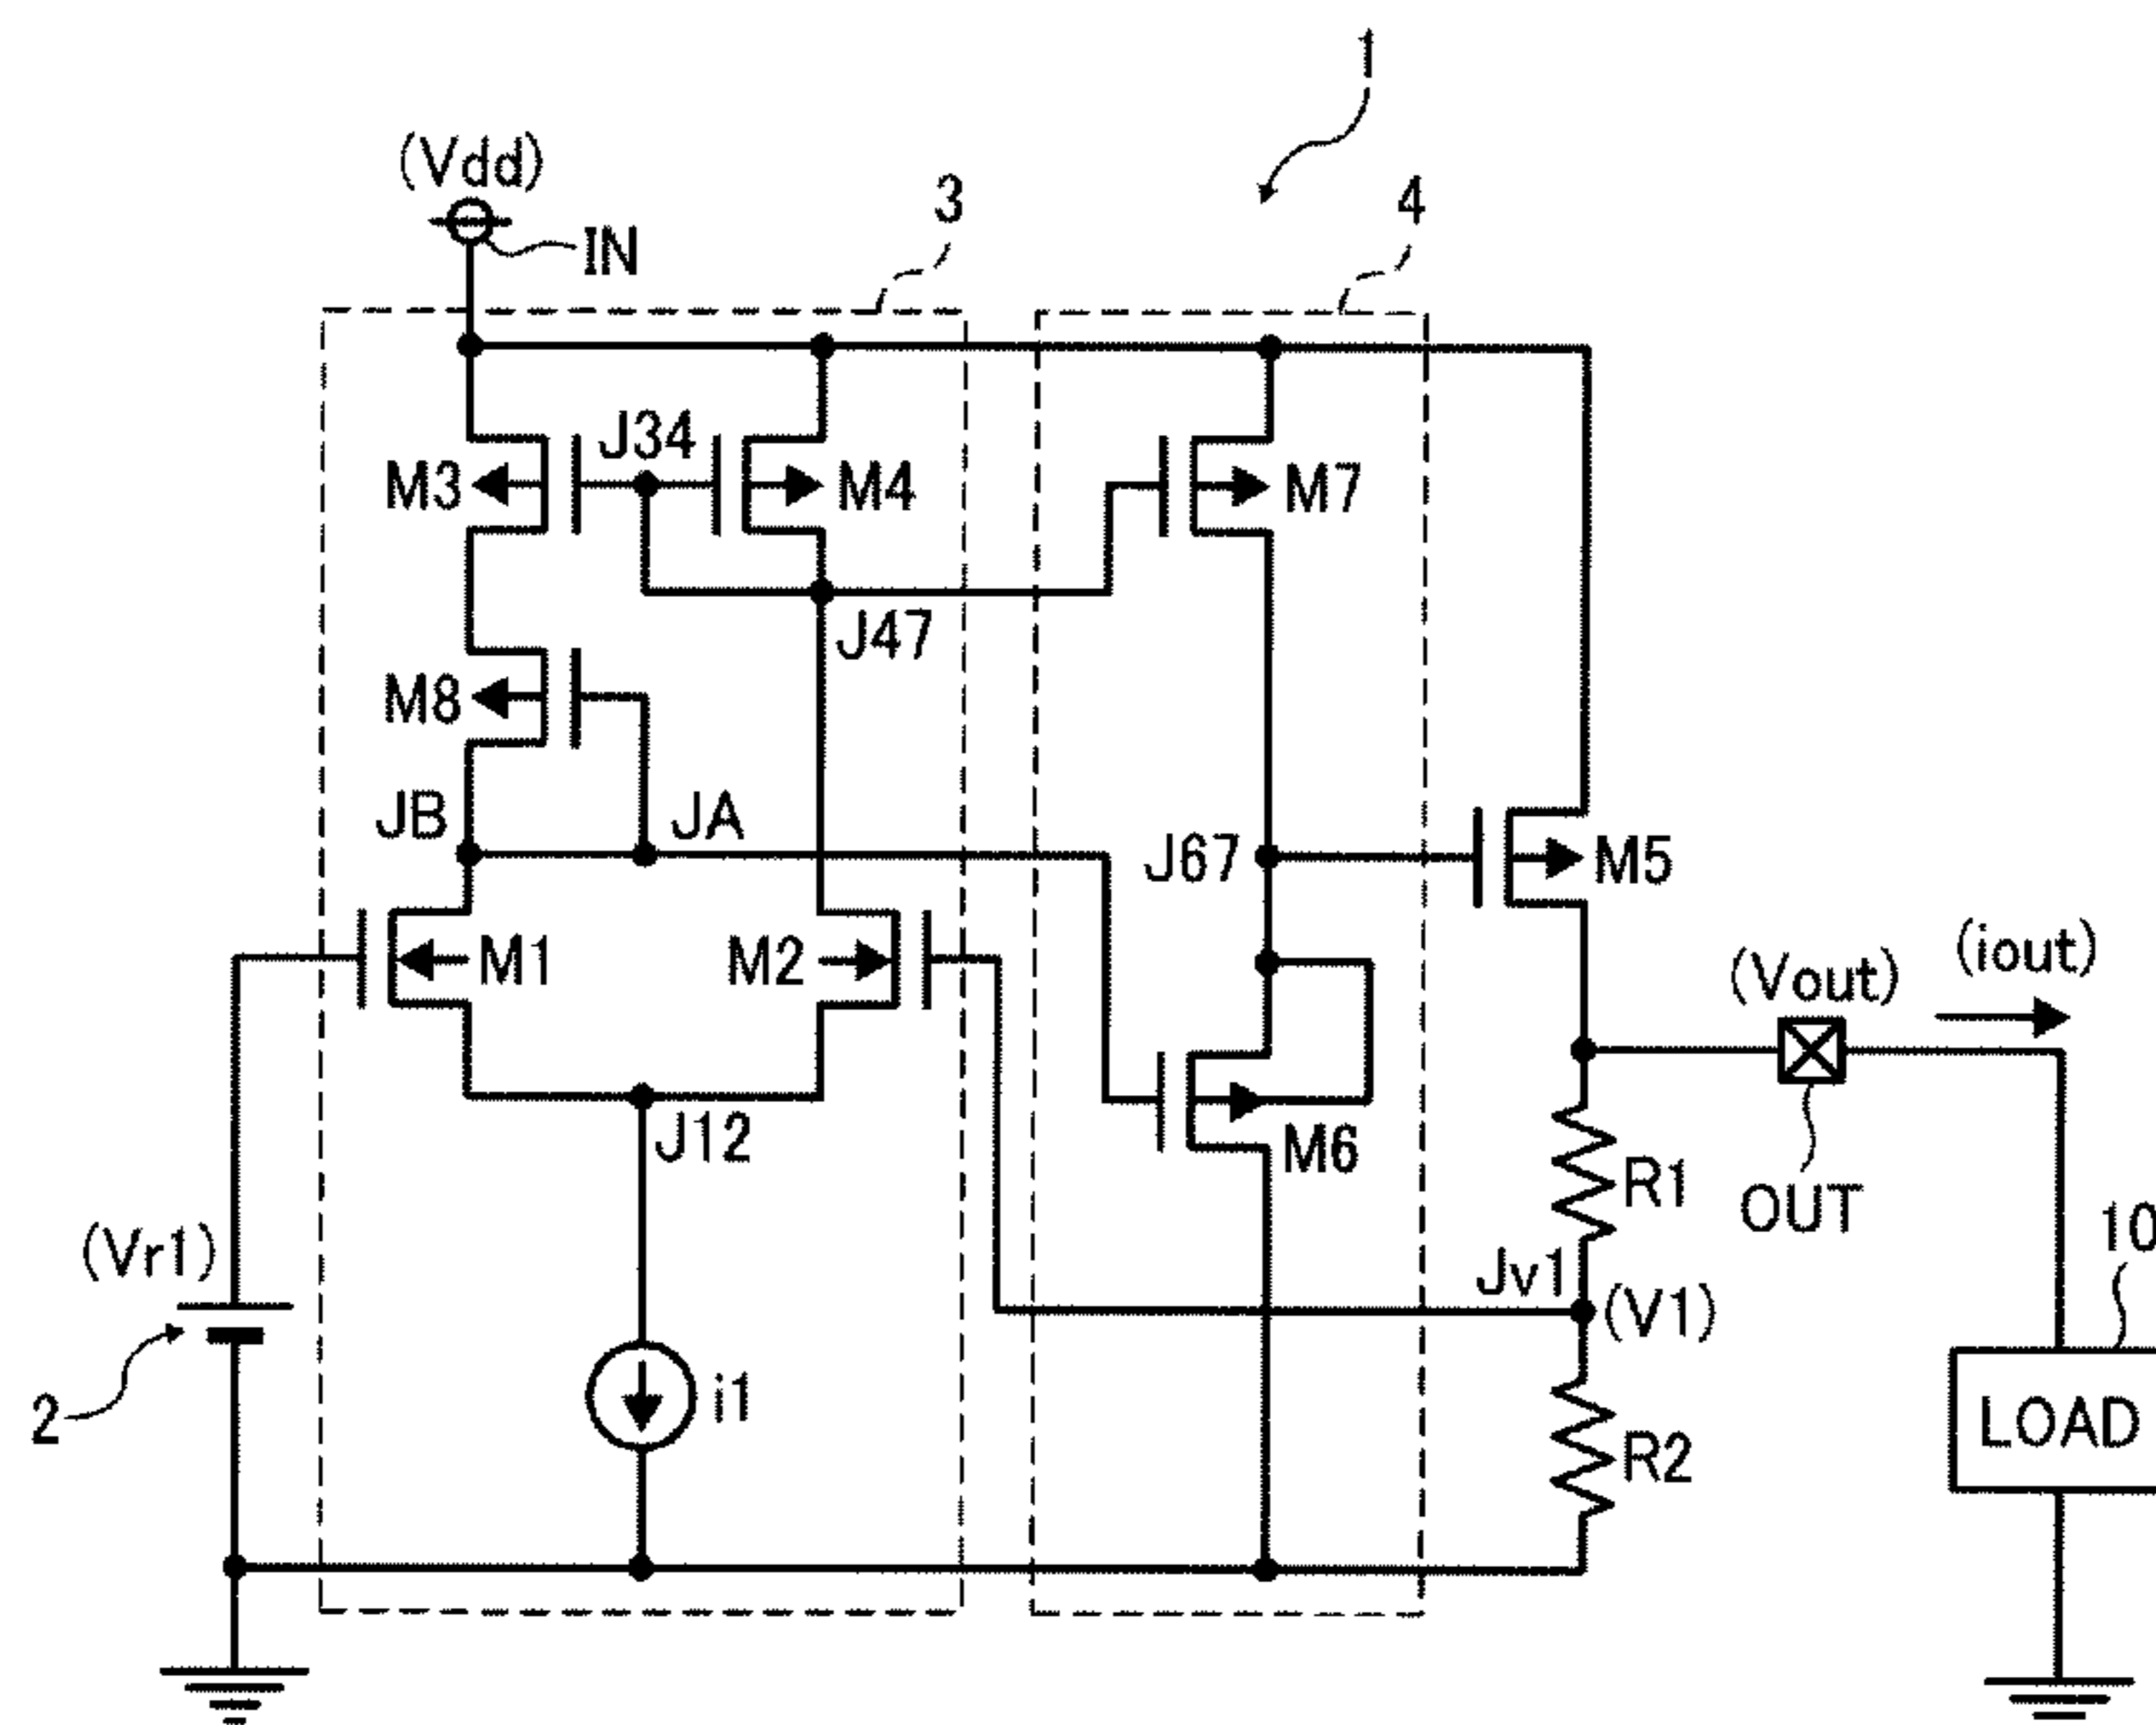 1
(Vdd)
3
4
IN
J34
M3
M4
M7
J47
M8
JB
JA
J67
M5
M1
M2
(Vout)
(iout)
J12
M6
R1
OUT
10
(Vr1)
Jv1
(V1)
2
i1
R2
LOAD